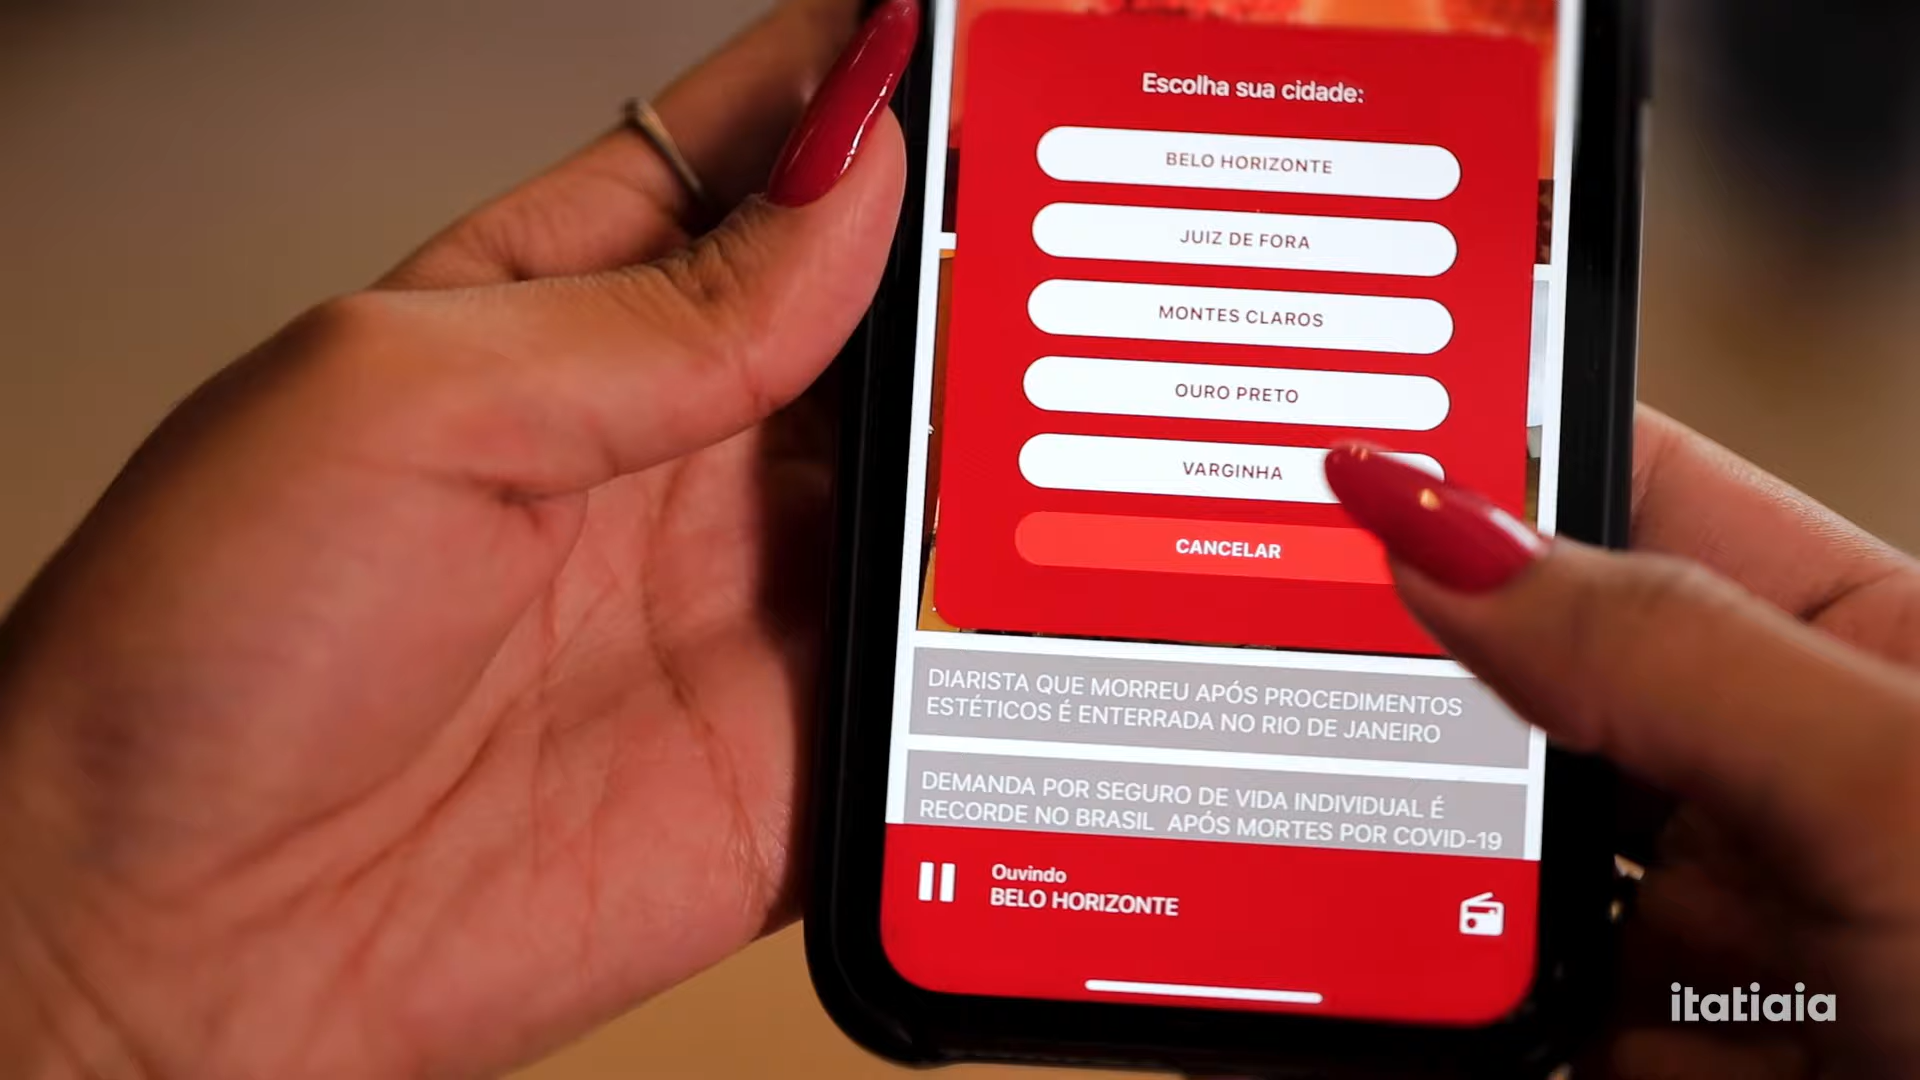 Escolha sua cidade:
BELO HORIZONTE
JUIZ DE FORA
MONTES CLAROS
OURO PRETO
VARGINHA
CANCELAR
DIARISTA QUE MORREU APÓS PROCEDIMENTOS
ESTÉTICOS É ENTERRADA NO RIO DE JANEIRO
DEMANDA POR SEGURO DE VIDA INDIVIDUAL É
RECORDE NO BRASIL APÓS MORTES POR COVID-19
Ouvindo
BELO HORIZONTE
itatiaia